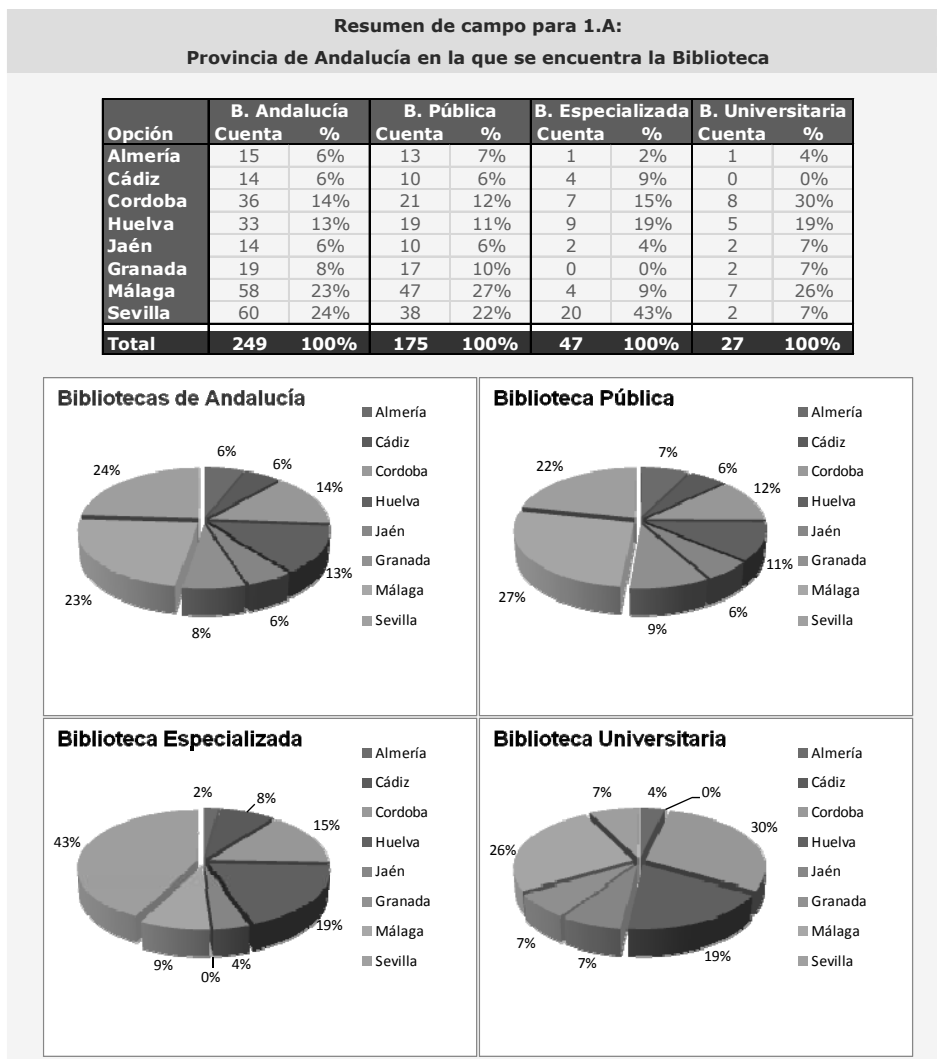 Resumen de campo para 1.A:
Provincia de Andalucía en la que se encuentra la Biblioteca
B. Andalucía B. Pública B. Especializada B. Universitaria
Opción Cuenta % Cuenta % Cuenta % Cuenta %
Almería 15 6% 13 7% 1 2% 1 4%
Cádiz 14 6% 10 6% 4 9% 0 0%
Cordoba 36 14% 21 12% 7 15% 8 30%
Huelva 33 13% 19 11% 9 19% 5 19%
Jaén 14 6% 10 6% 2 4% 2 7%
Granada 19 8% 17 10% 0 0% 2 7%
Málaga 58 23% 47 27% 4 9% 7 26%
Sevilla 60 24% 38 22% 20 43% 2 7%
Total 249 100% 175 100% 47 100% 27 100%
Bibliotecas de Andalucía
6%
6%
14%
13%
6%
8%
23%
24%
Almería
Cádiz
Cordoba
Huelva
Jaén
Granada
Málaga
Sevilla
Biblioteca Pública
7%
6%
12%
11%
6%
9%
27%
22%
Almería
Cádiz
Cordoba
Huelva
Jaén
Granada
Málaga
Sevilla
Biblioteca Especializada
2%
8%
15%
19%
4%
0%
9%
43%
Almería
Cádiz
Cordoba
Huelva
Jaén
Granada
Málaga
Sevilla
Biblioteca Universitaria
4%
0%
30%
19%
7%
7%
26%
7%
Almería
Cádiz
Cordoba
Huelva
Jaén
Granada
Málaga
Sevilla